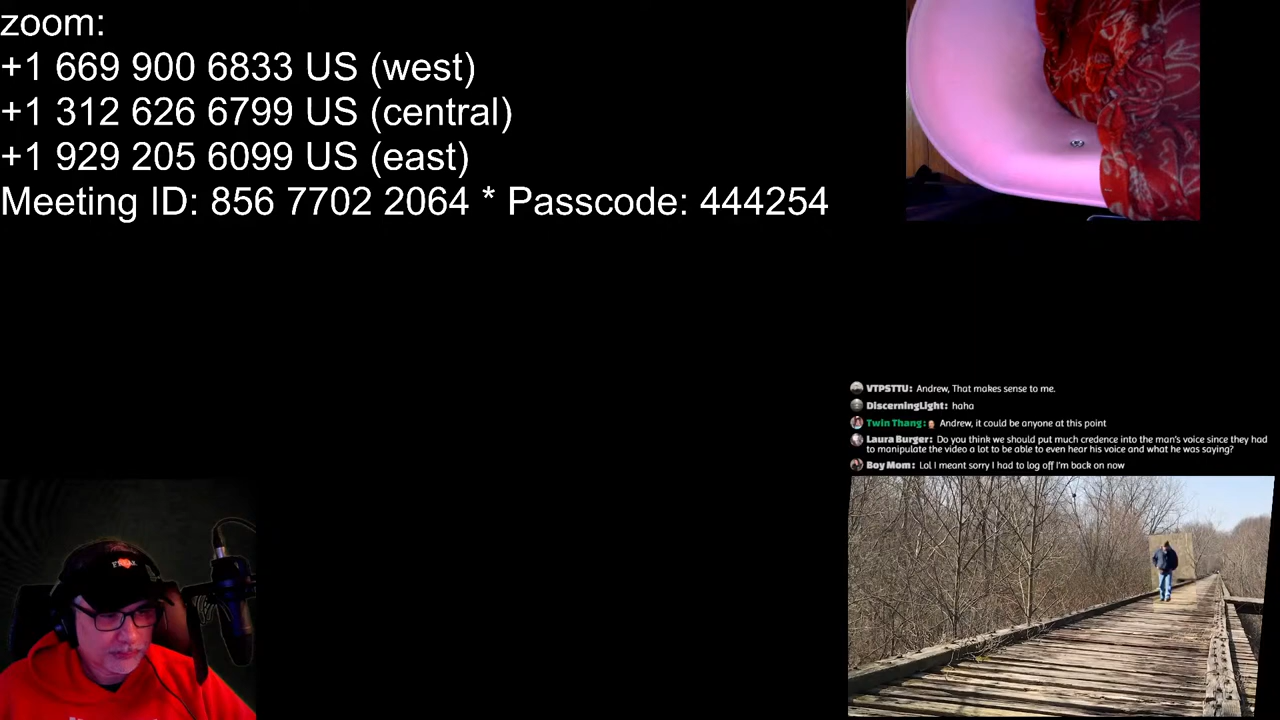 zoom:
+1 669 900 6833 US (west)
+1 312 626 6799 US (central)
+1 929 205 6099 US (east)
Meeting ID: 856 7702 2064 * Passcode: 444254
VTPSTTU: Andrew, That makes sense to me.
DiscerningLight: haha
Twin Thang: Andrew, it could be anyone at this point
Laura Burger: Do you think we should put much credence into the man's voice since they had
to manipulate the video a lot to be able to even hear his voice and what he was saying?
Boy Mom: Lol I meant sorry I had to log off I'm back on now